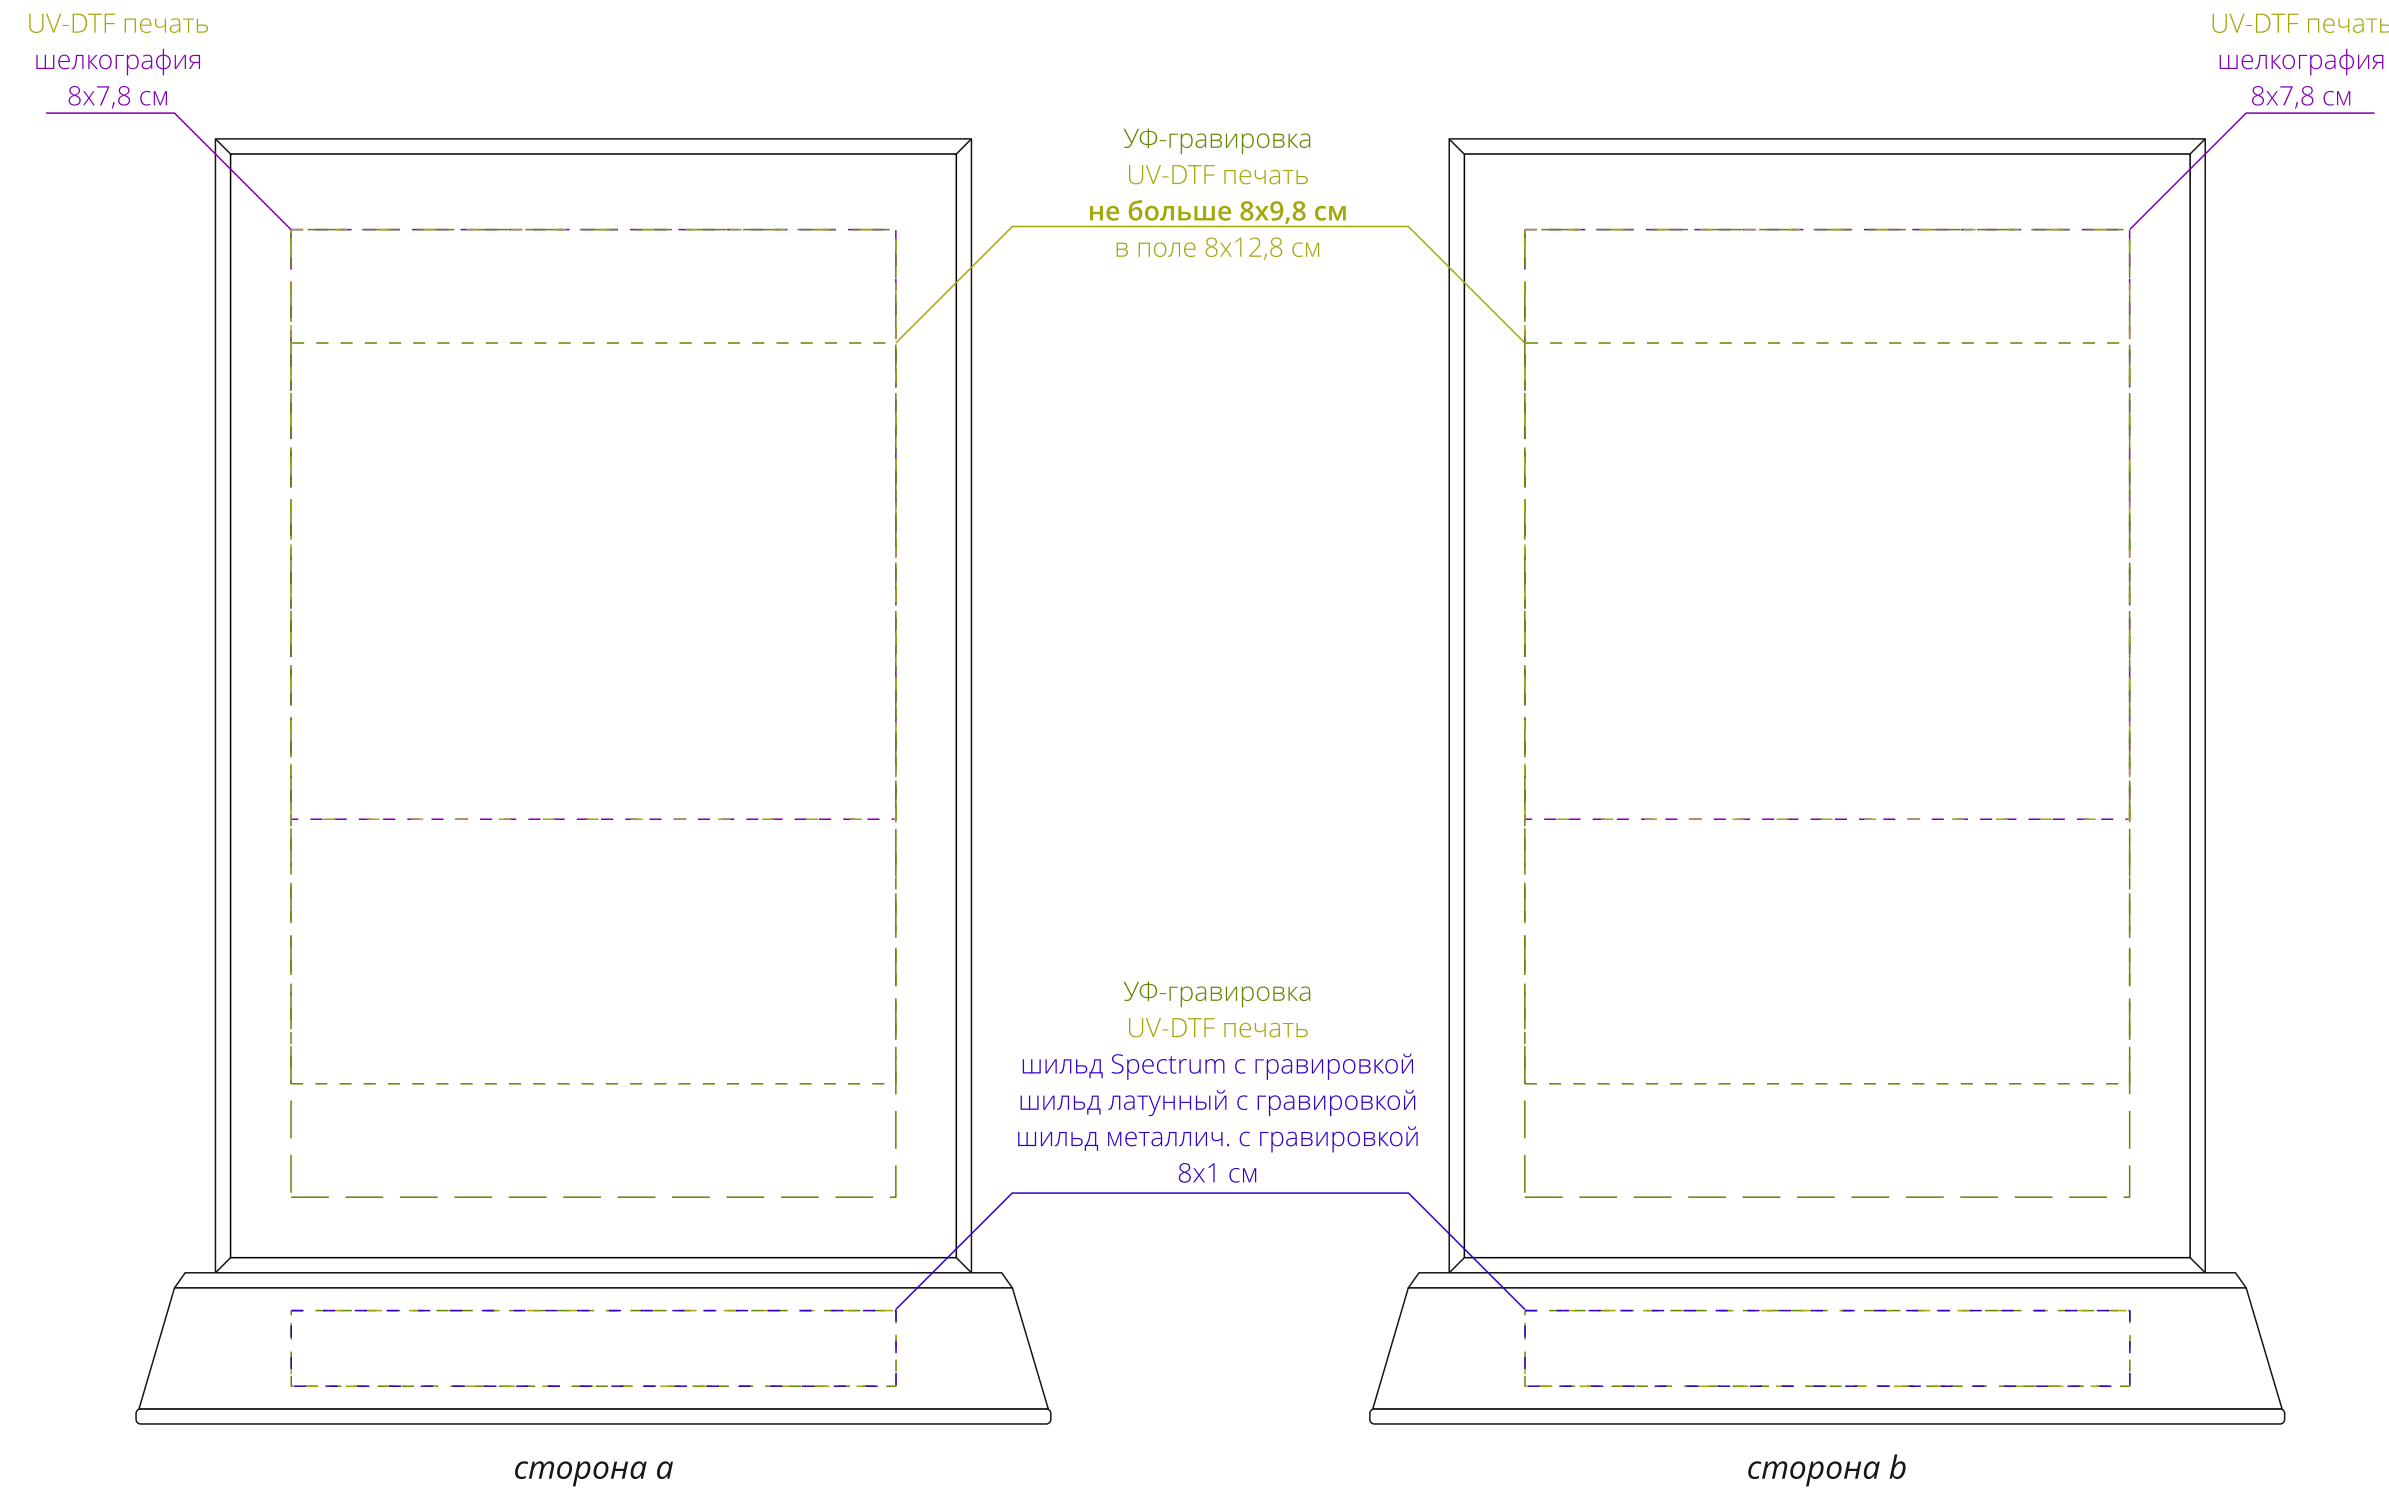 UV-DTF печать
шелкография
8х7,8 см
UV-DTF печать
шелкография
8х7,8 см
УФ-гравировка
UV-DTF печать
не больше 8х9,8 см
в поле 8х12,8 см
УФ-гравировка
UV-DTF печать
шильд Spectrum с гравировкой
шильд латунный с гравировкой
шильд металлич. с гравировкой
8х1 см
сторона a
сторона b